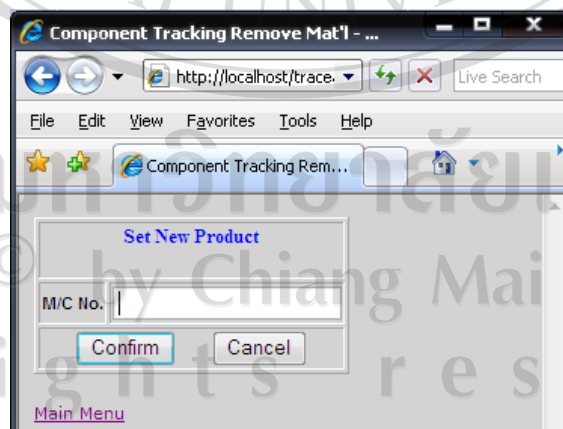 Component Tracking Remove Mat'l - ...
http://localhost/trace. Live Search
File Edit View Favorites Tools Help
Component Tracking Rem...
Set New Product
M/C No.
Confirm Cancel
Main Menu
© by Chiang Mai